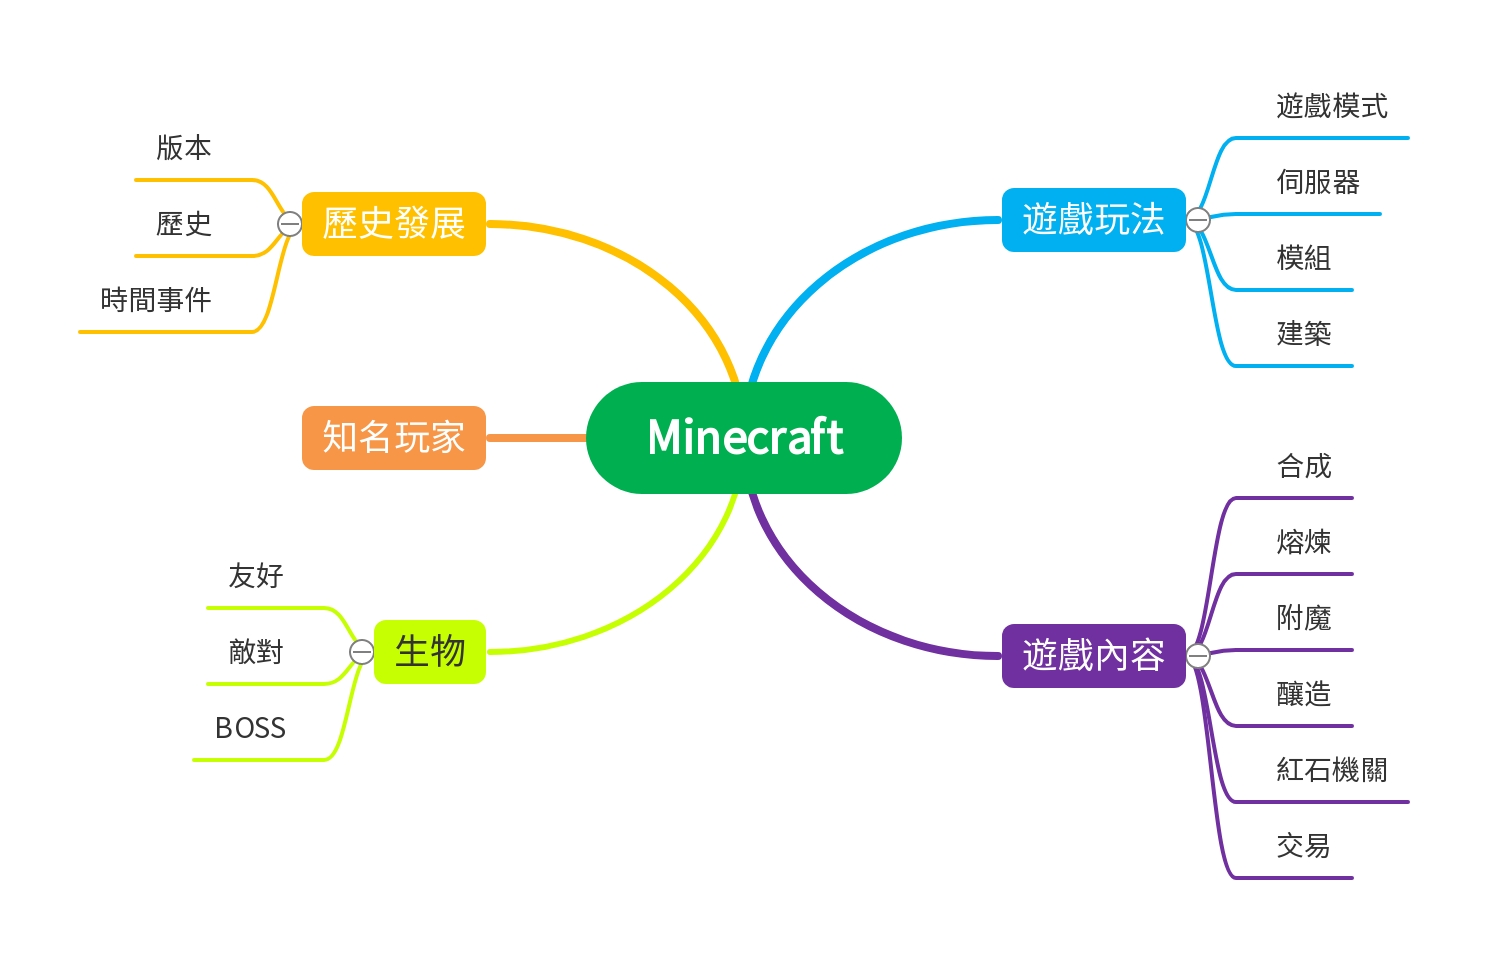 Minecraft
遊戲玩法
遊戲模式
伺服器
模組
建築
遊戲內容
合成
熔煉
附魔
釀造
紅石機關
交易
歷史發展
版本
歷史
時間事件
知名玩家
生物
友好
敵對
BOSS